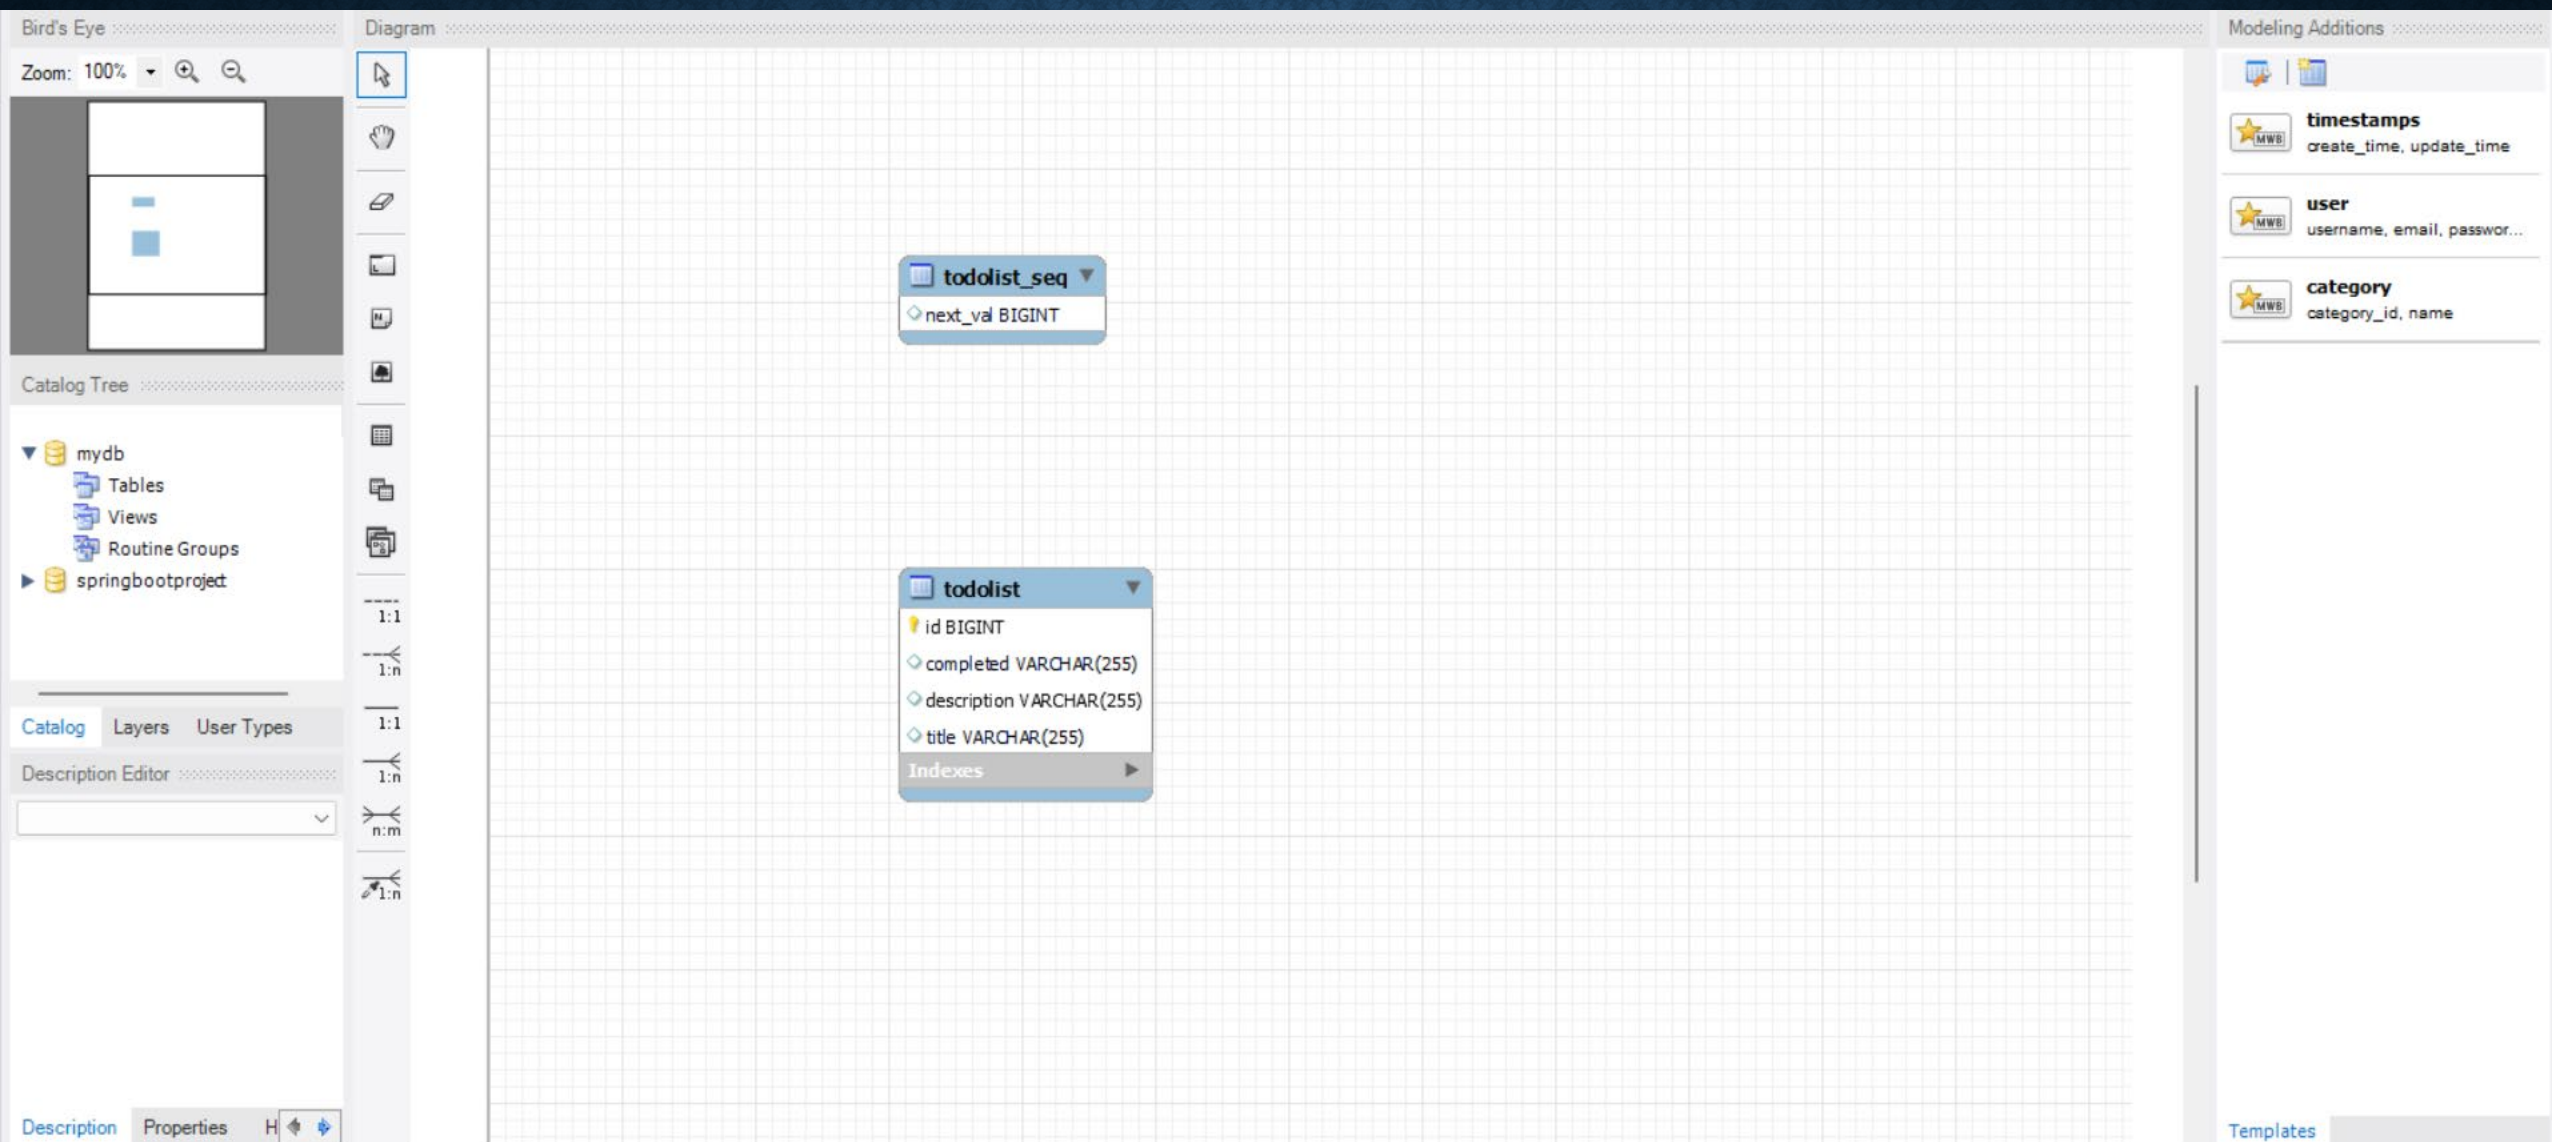 Bird's Eye
Zoom: 100%
Catalog Tree
mydb
Tables
Views
Routine Groups
springbootproject
Catalog Layers User Types
Description Editor
Description Properties H
Diagram
1:1
1:n
1:1
1:n
n:m
1:n
todolist_seq
next_val BIGINT
todolist
id BIGINT
completed VARCHAR(255)
description VARCHAR(255)
title VARCHAR(255)
Indexes
Modeling Additions
MWB
timestamps
create_time, update_time
MWB
user
username, email, passwor...
MWB
category
category_id, name
Templates